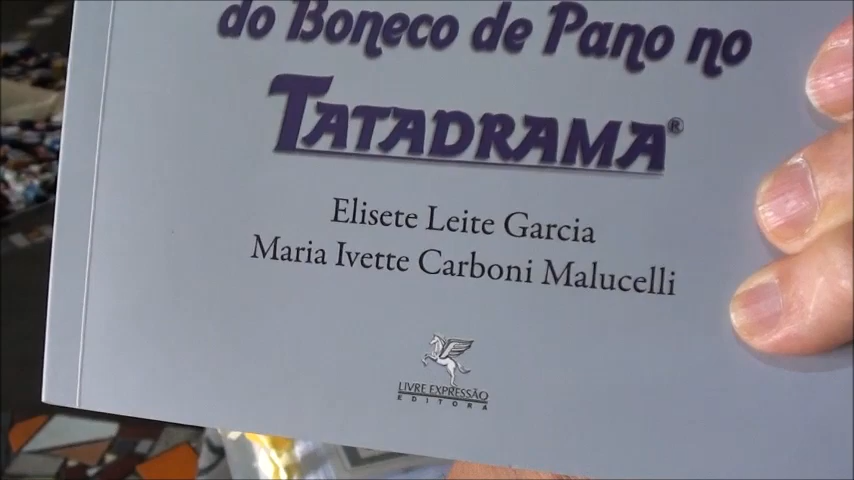 do Boneco de Pano no
TATADRAMA®
Elisete Leite Garcia
Maria Ivette Carboni Malucelli
LIVRE EXPRESSÃO
EDITORA